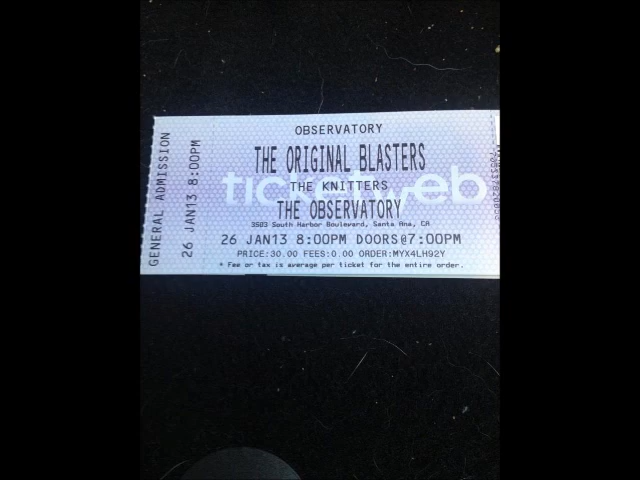 GENERAL ADMISSION
26 JAN13 8:00PM
OBSERVATORY
THE ORIGINAL BLASTERS
THE KNITTERS
ticketweb
THE OBSERVATORY
3503 South Harbor Boulevard, Santa Ana, CA
26 JAN13 8:00PM DOORS@7:00PM
PRICE:30.00 FEES:0.00 ORDER:MYX4LH92Y
* Fee or tax is average per ticket for the entire order.